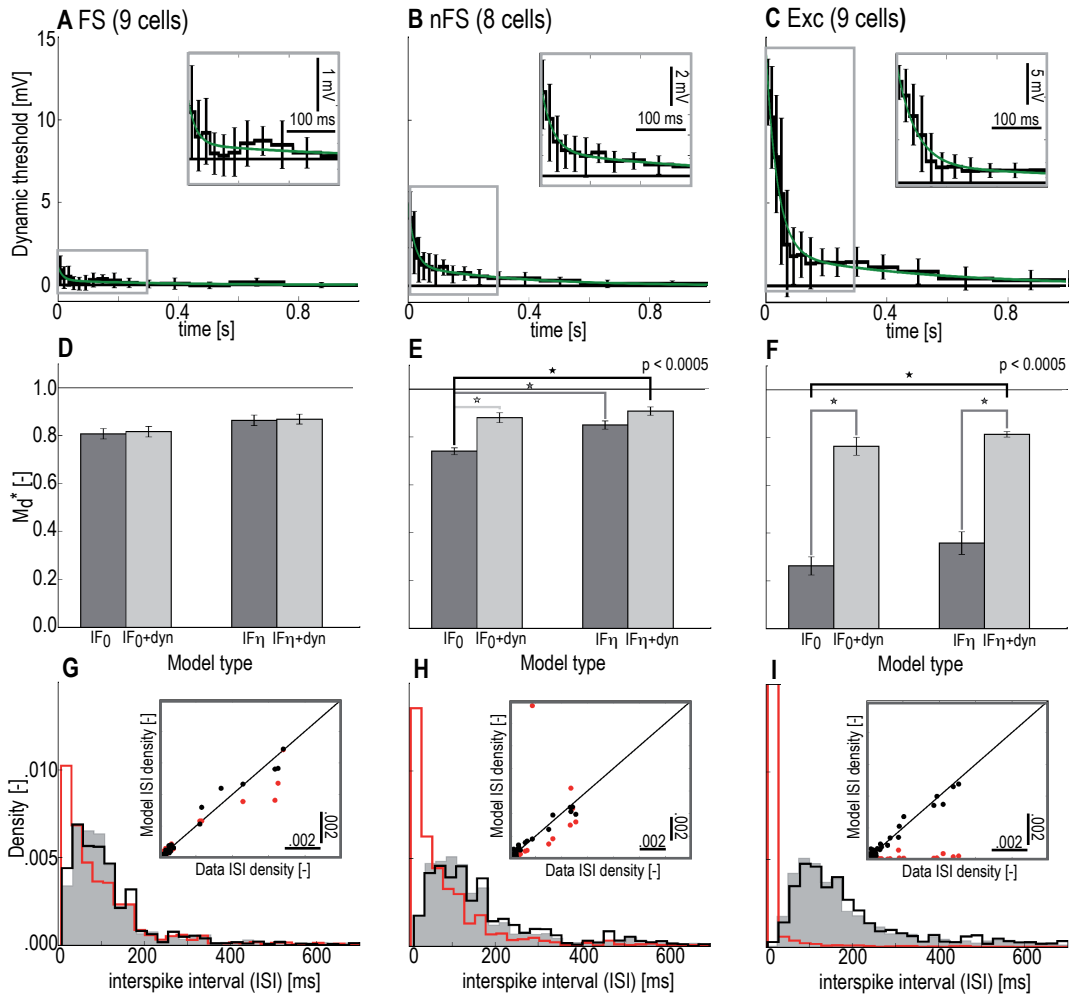 A FS (9 cells)
B nFS (8 cells)
C Exc (9 cells)
Dynamic threshold [mV]
15
10
5
0
1 mV
100 ms
2 mV
100 ms
5 mV
100 ms
0 0.4 0.8
0 0.4 0.8
0 0.4 0.8
time [s]
time [s]
time [s]
D
E
F
p < 0.0005
p < 0.0005
Md* [-]
1.0
0.8
0.6
0.4
0.2
0.0
IF0 IF0+dyn IFη IFη+dyn
IF0 IF0+dyn IFη IFη+dyn
IF0 IF0+dyn IFη IFη+dyn
Model type
Model type
Model type
G
H
I
Density [-]
.010
.005
.000
Model ISI density [-]
Data ISI density [-]
.002
.002
Model ISI density [-]
Data ISI density [-]
.002
.002
Model ISI density [-]
Data ISI density [-]
.002
.002
0 200 400 600
0 200 400 600
0 200 400 600
interspike interval (ISI) [ms]
interspike interval (ISI) [ms]
interspike interval (ISI) [ms]